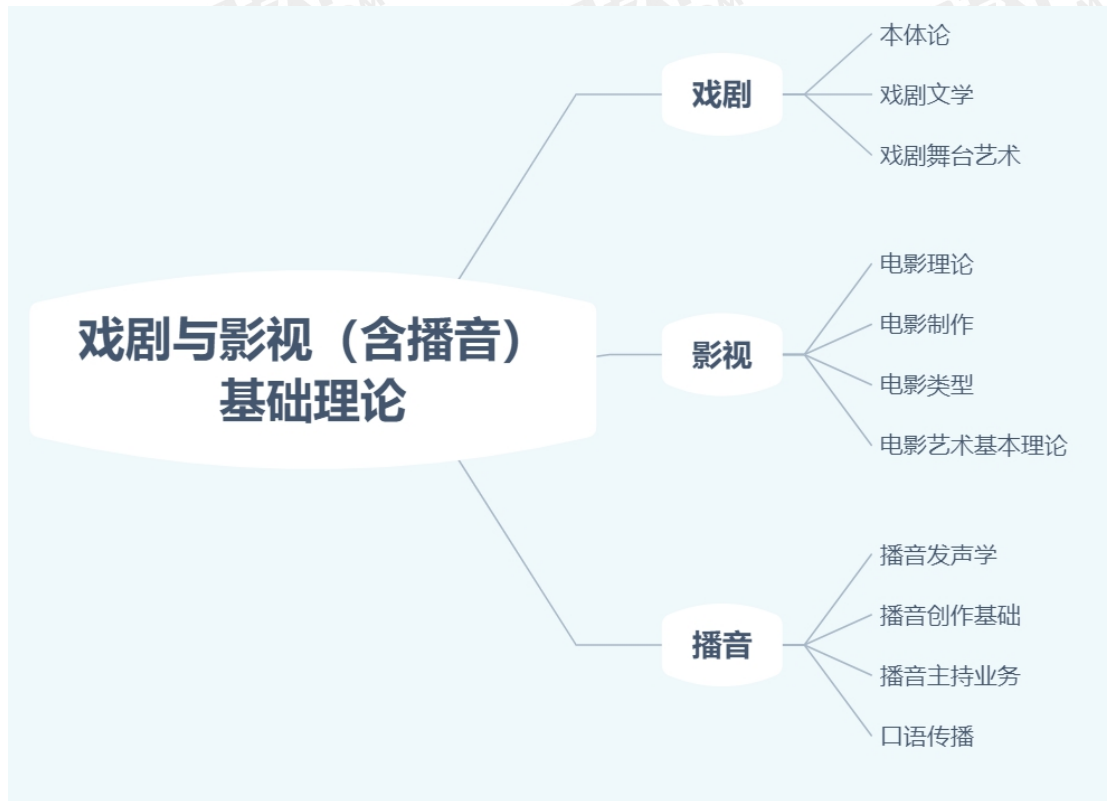 戏剧与影视（含播音）
基础理论
戏剧
本体论
戏剧文学
戏剧舞台艺术
影视
电影理论
电影制作
电影类型
电影艺术基本理论
播音
播音发声学
播音创作基础
播音主持业务
口语传播